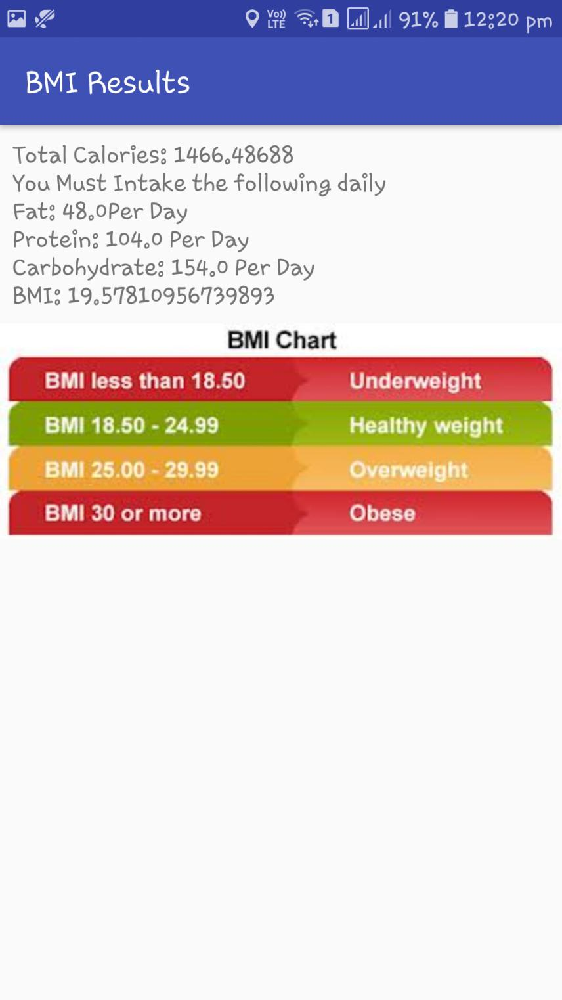 Vo)) LTE 1 91% 12:20 pm
BMI Results
Total Calories: 1466.48688
You Must Intake the following daily
Fat: 48.0Per Day
Protein: 104.0 Per Day
Carbohydrate: 154.0 Per Day
BMI: 19.57810956739893
BMI Chart
BMI less than 18.50 Underweight
BMI 18.50 - 24.99 Healthy weight
BMI 25.00 - 29.99 Overweight
BMI 30 or more Obese